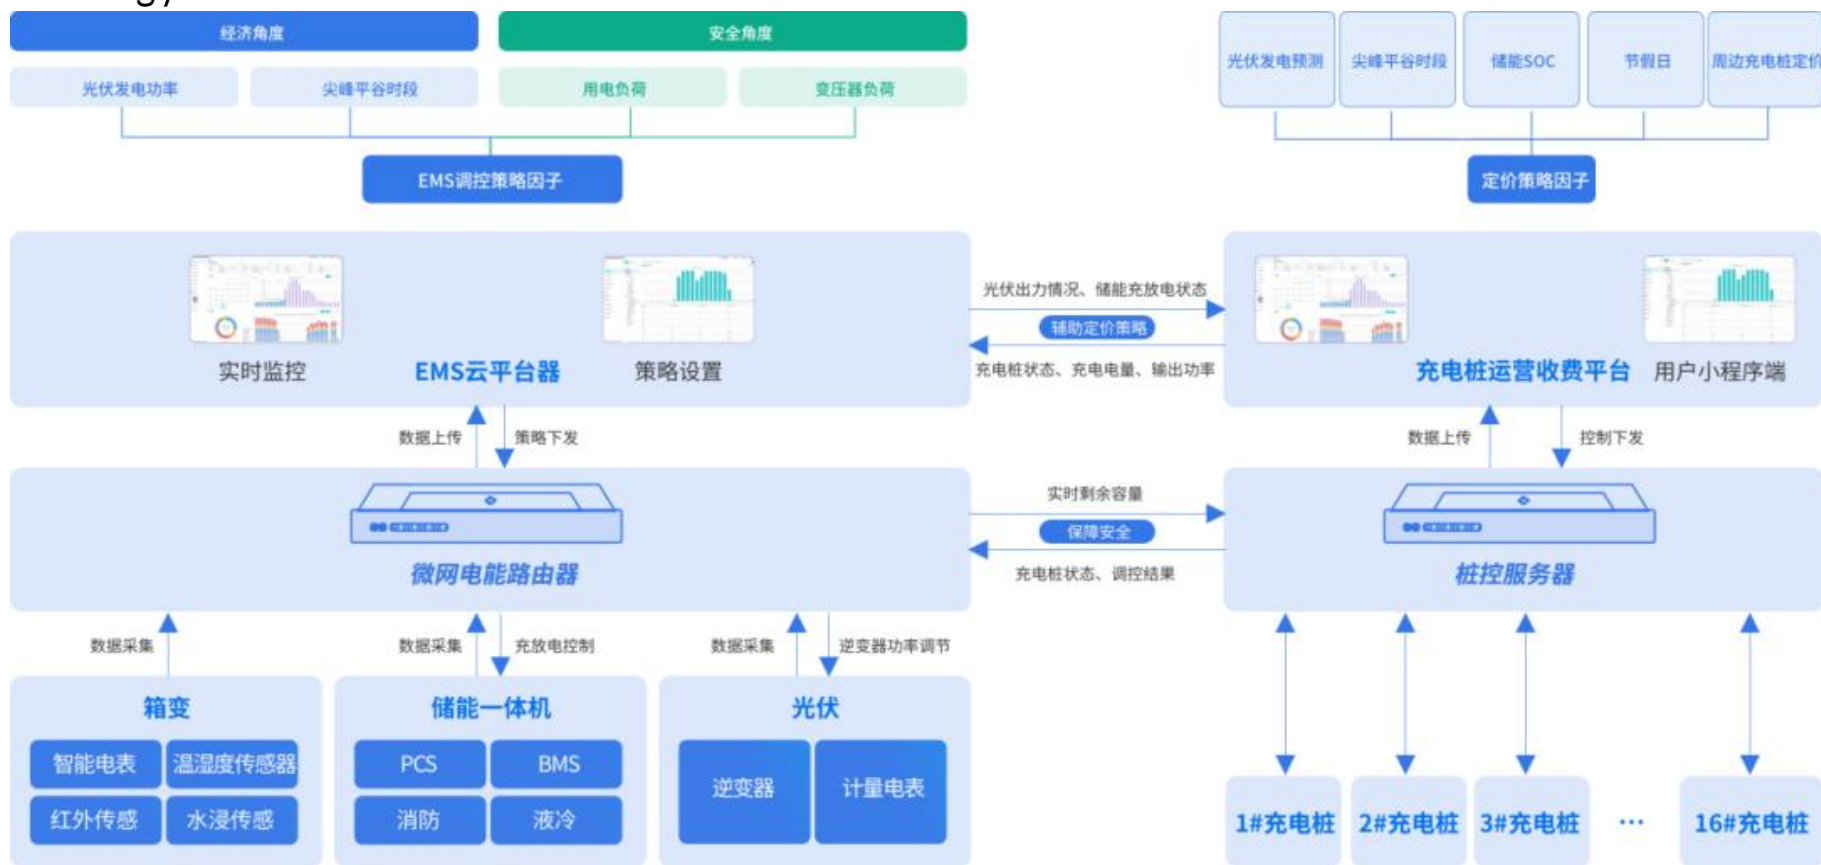 经济角度
安全角度
光伏发电功率
尖峰平谷时段
用电负荷
变压器负荷
EMS调控策略因子
光伏发电预测
尖峰平谷时段
储能SOC
节假日
周边充电桩定价
定价策略因子
实时监控
EMS云平台器
策略设置
光伏出力情况、储能充放电状态
辅助定价策略
充电桩状态、充电电量、输出功率
充电桩运营收费平台
用户小程序端
数据上传
策略下发
数据上传
控制下发
微网电能路由器
实时剩余容量
保障安全
充电桩状态、调控结果
桩控服务器
数据采集
数据采集
充放电控制
数据采集
逆变器功率调节
箱变
智能电表
温湿度传感器
红外传感
水浸传感
储能一体机
PCS
BMS
消防
液冷
光伏
逆变器
计量电表
1#充电桩
2#充电桩
3#充电桩
···
16#充电桩